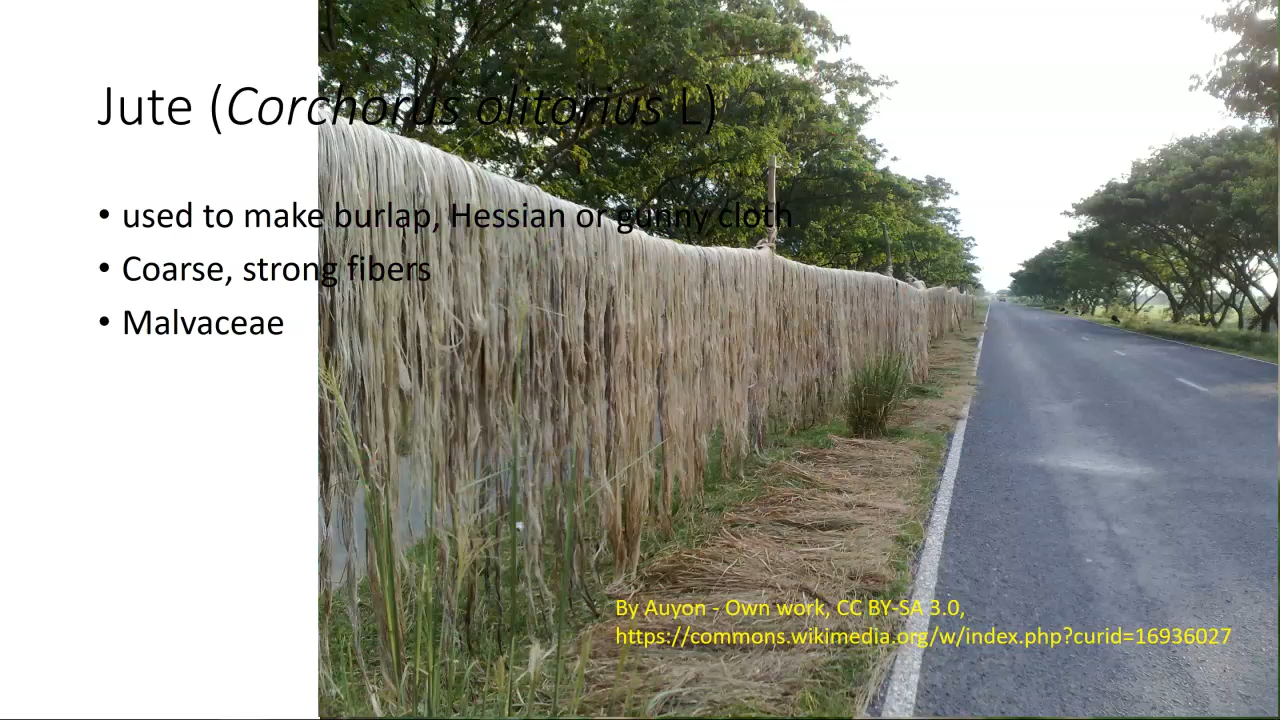 Jute (Corchorus olitorius L)
• used to make burlap, Hessian or gunny cloth
• Coarse, strong fibers
• Malvaceae
By Auyon - Own work, CC BY-SA 3.0,
https://commons.wikimedia.org/w/index.php?curid=16936027